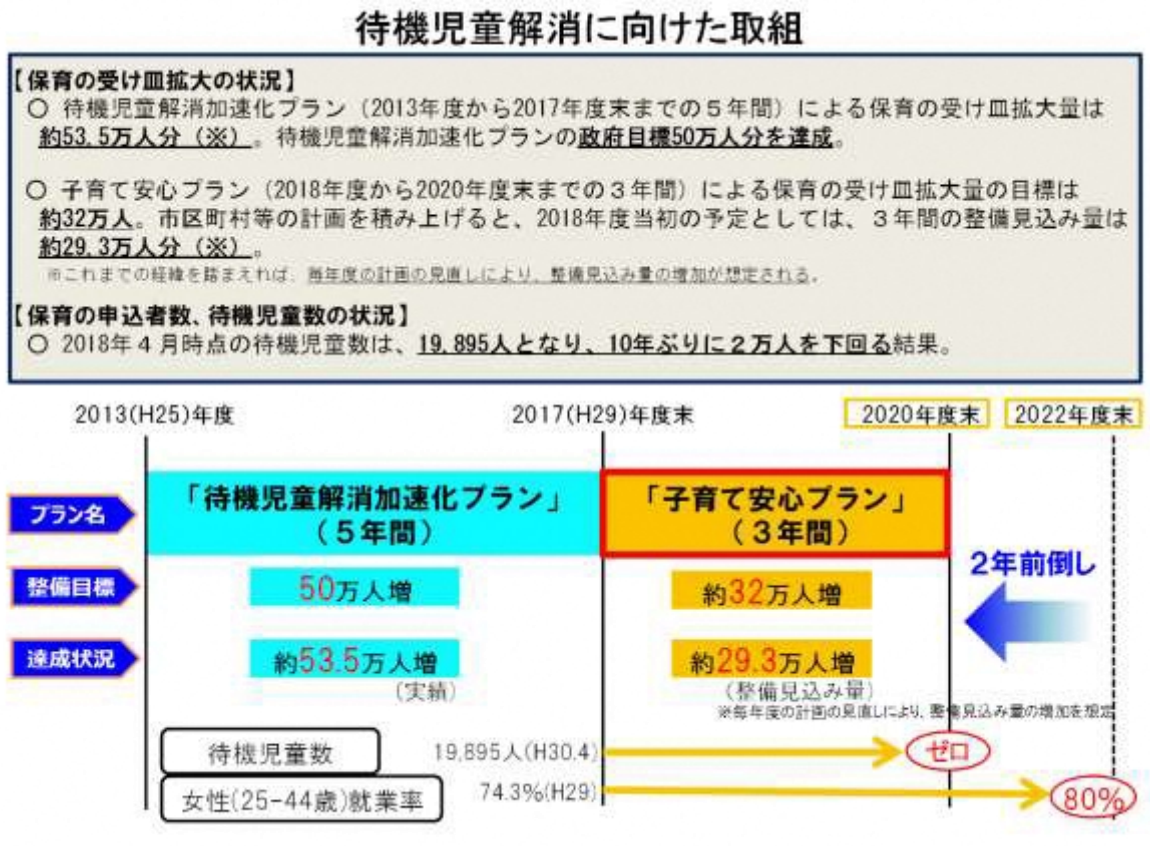 待機児童解消に向けた取組
【保育の受け皿拡大の状況】
○ 待機児童解消加速化プラン（2013年度から2017年度末までの５年間）による保育の受け皿拡大量は
約53.5万人分（※）。待機児童解消加速化プランの政府目標50万人分を達成。
○ 子育て安心プラン（2018年度から2020年度末までの３年間）による保育の受け皿拡大量の目標は
約32万人。市区町村等の計画を積み上げると、2018年度当初の予定としては、３年間の整備見込み量は
約29.3万人分（※）。
※これまでの経緯を踏まえれば、毎年度の計画の見直しにより、整備見込み量の増加が想定される。
【保育の申込者数、待機児童数の状況】
○ 2018年４月時点の待機児童数は、19,895人となり、10年ぶりに２万人を下回る結果。
2013(H25)年度 2017(H29)年度末 2020年度末 2022年度末
プラン名 「待機児童解消加速化プラン」 「子育て安心プラン」
（５年間） （３年間）
2年前倒し
整備目標 50万人増 約32万人増
達成状況 約53.5万人増 約29.3万人増
（実績） （整備見込み量）
※毎年度の計画の見直しにより、整備見込み量の増加を想定
待機児童数 19,895人(H30.4) ゼロ
女性(25-44歳)就業率 74.3%(H29) 80%